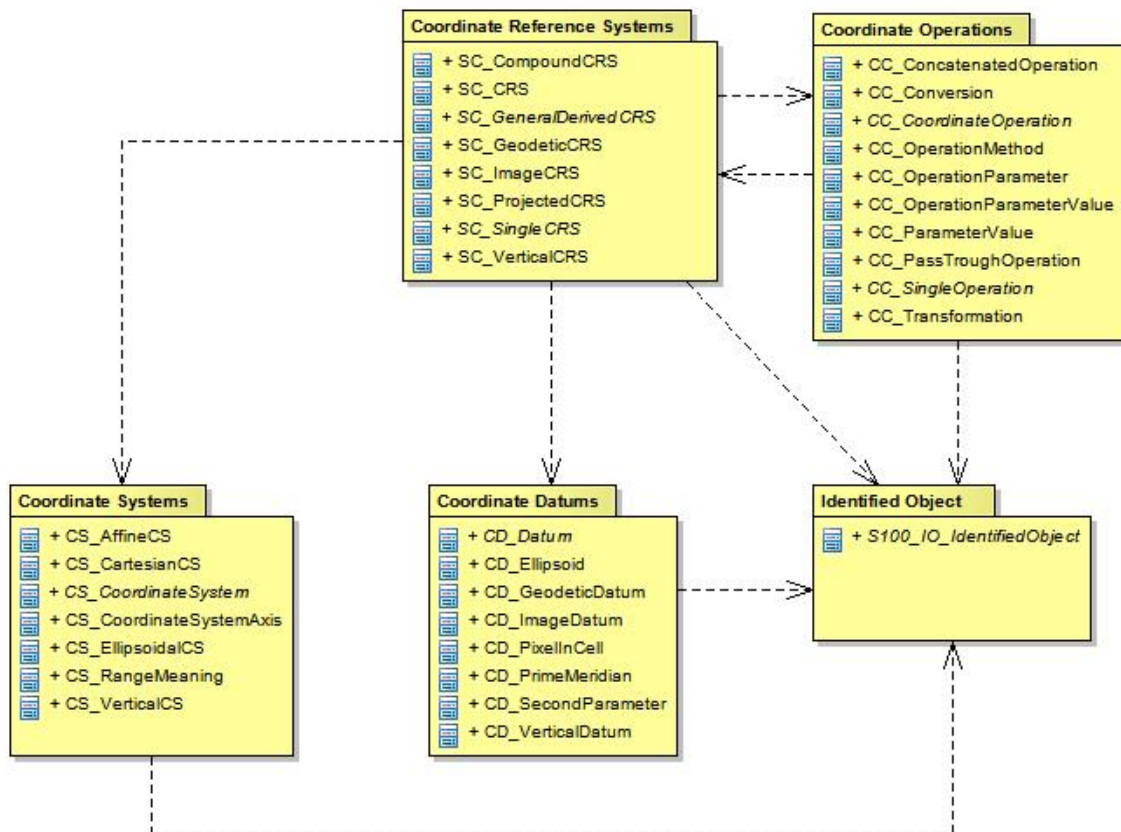 Coordinate Reference Systems
+ SC_CompoundCRS
+ SC_CRS
+ SC_GeneralDerivedCRS
+ SC_GeodeticCRS
+ SC_ImageCRS
+ SC_ProjectedCRS
+ SC_SingleCRS
+ SC_VerticalCRS
Coordinate Operations
+ CC_ConcatenatedOperation
+ CC_Conversion
+ CC_CoordinateOperation
+ CC_OperationMethod
+ CC_OperationParameter
+ CC_OperationParameterValue
+ CC_ParameterValue
+ CC_PassTroughOperation
+ CC_SingleOperation
+ CC_Transformation
Coordinate Systems
+ CS_AffineCS
+ CS_CartesianCS
+ CS_CoordinateSystem
+ CS_CoordinateSystemAxis
+ CS_EllipsoidalCS
+ CS_RangeMeaning
+ CS_VerticalCS
Coordinate Datums
+ CD_Datum
+ CD_Ellipsoid
+ CD_GeodeticDatum
+ CD_ImageDatum
+ CD_PixelInCell
+ CD_PrimeMeridian
+ CD_SecondParameter
+ CD_VerticalDatum
Identified Object
+ S100_IO_IdentifiedObject